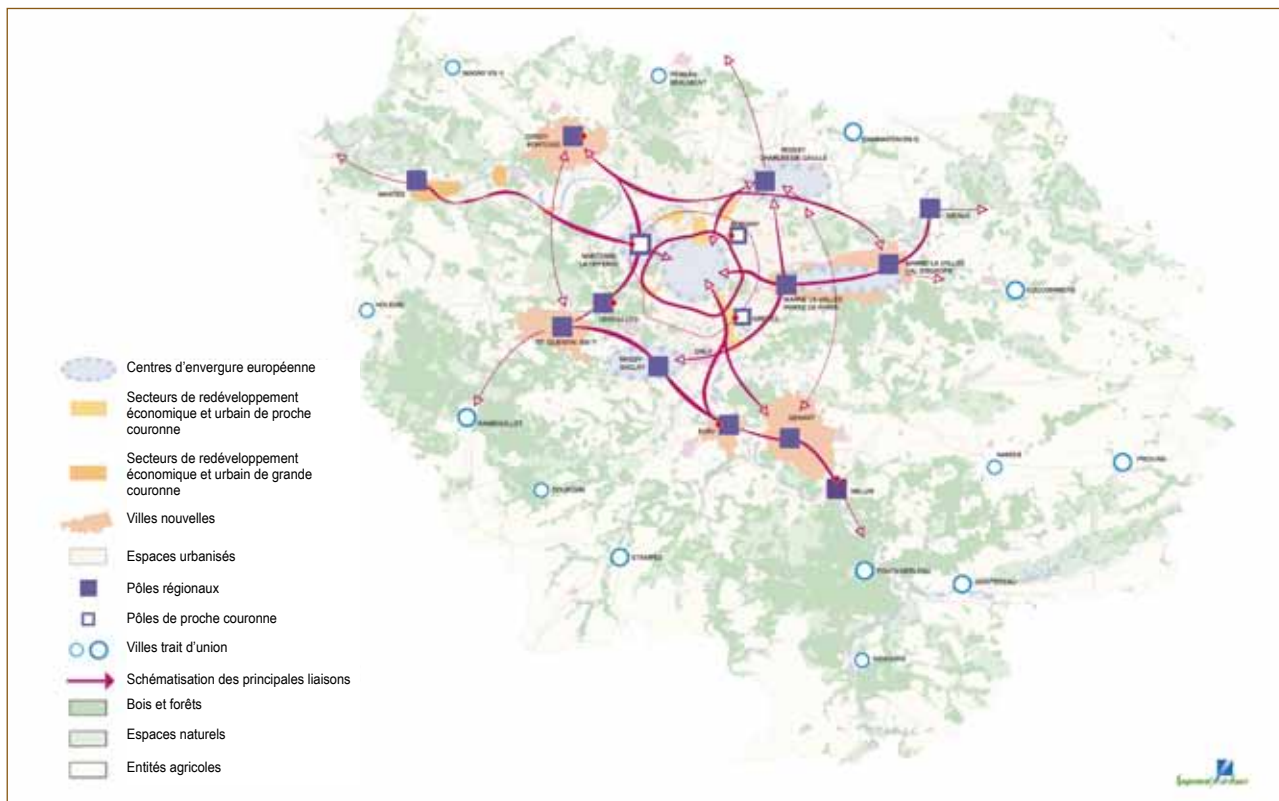 MANTES
CERGY
PONTOISE
ROISSY
CHARLES DE GAULLE
MEAUX
NANTERRE
LA DEFENSE
MARNE LA VALLEE
VAL D'EUROPE
MARNE LA VALLEE
PORTE DE PARIS
VERSAILLES
ST QUENTIN EN Y
MASSY
SACLAY
ORLY
EVRY
SENART
MELUN
RAMBOUILLET
DOURDAN
ETAMPES
FONTAINEBLEAU
MONTEREAU
NEMOURS
NANGIS
PROVINS
COULOMMIERS
HOUDAN
Centres d'envergure européenne
Secteurs de redéveloppement
économique et urbain de proche
couronne
Secteurs de redéveloppement
économique et urbain de grande
couronne
Villes nouvelles
Espaces urbanisés
Pôles régionaux
Pôles de proche couronne
Villes trait d'union
Schématisation des principales liaisons
Bois et forêts
Espaces naturels
Entités agricoles